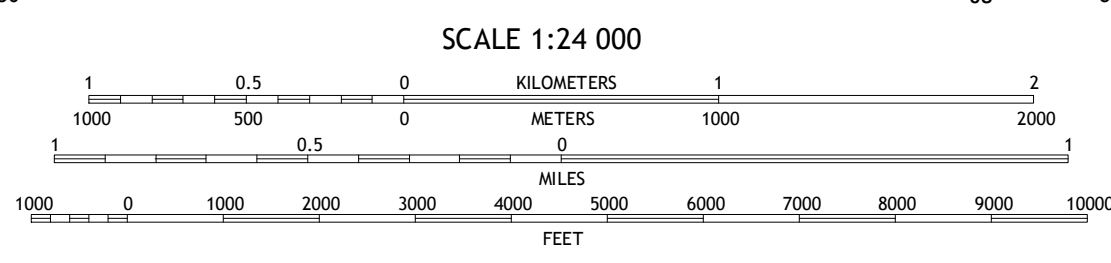 SCALE 1:24 000
1 0.5 0 KILOMETERS 1 2
1000 500 0 METERS 1000 2000
1 0.5 0 1
MILES
1000 0 1000 2000 3000 4000 5000 6000 7000 8000 9000 10000
FEET